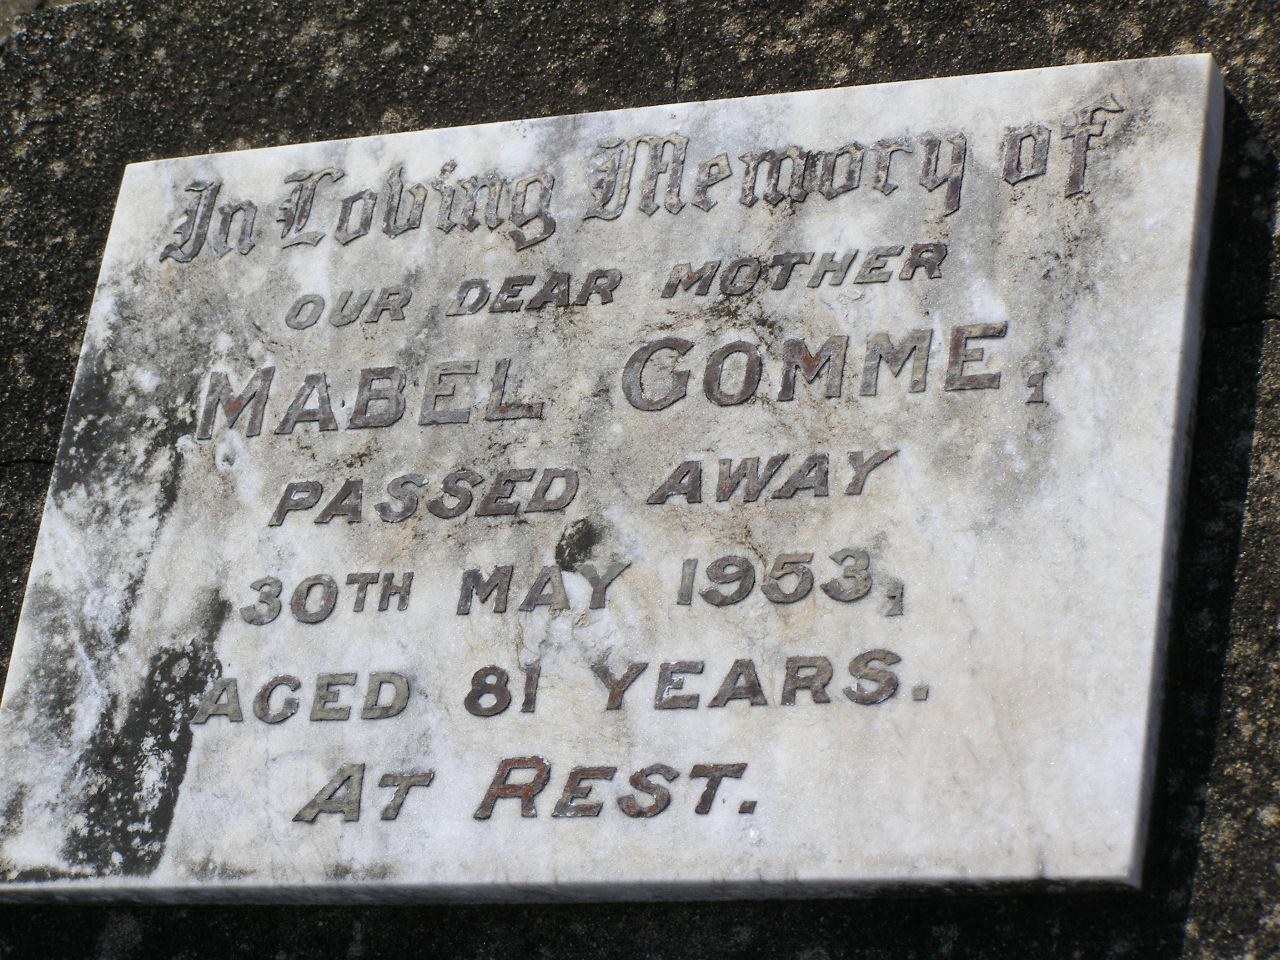 In Loving Memory of
OUR DEAR MOTHER
MABEL GOMME,
PASSED AWAY
30TH MAY 1953,
AGED 81 YEARS.
AT REST.